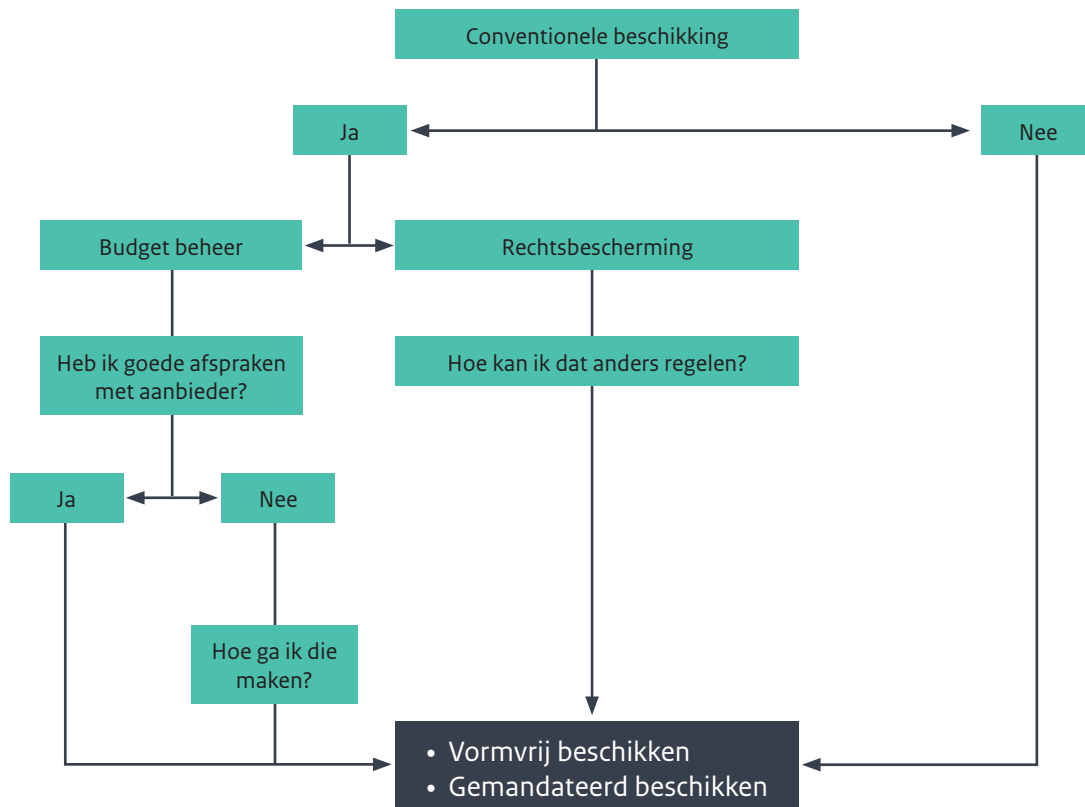 Conventionele beschikking
Ja
Nee
Budget beheer
Rechtsbescherming
Heb ik goede afspraken
met aanbieder?
Hoe kan ik dat anders regelen?
Ja
Nee
Hoe ga ik die
maken?
• Vormvrij beschikken
• Gemandateerd beschikken